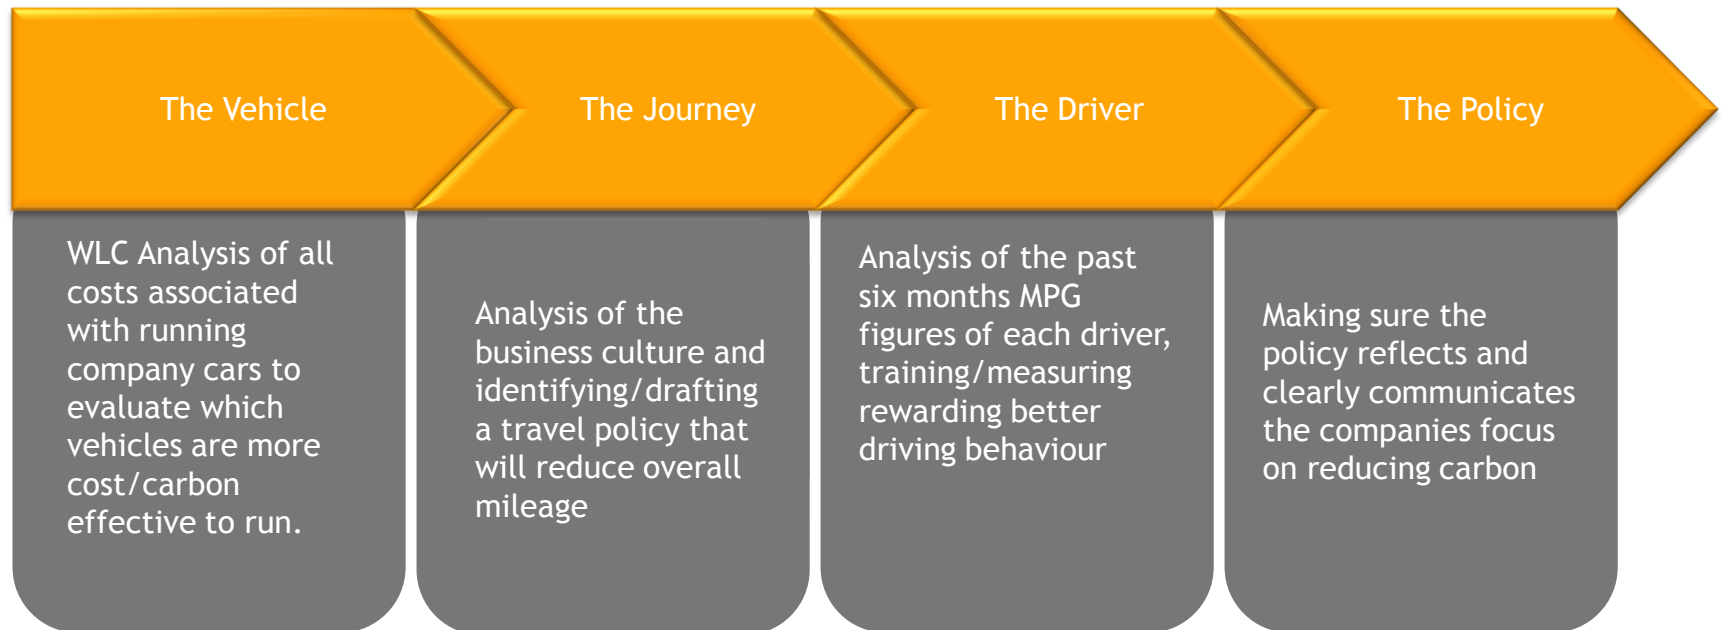 The Vehicle
The Journey
The Driver
The Policy
WLC Analysis of all
costs associated
with running
company cars to
evaluate which
vehicles are more
cost/carbon
effective to run.
Analysis of the
business culture and
identifying/drafting
a travel policy that
will reduce overall
mileage
Analysis of the past
six months MPG
figures of each driver,
training/measuring
rewarding better
driving behaviour
Making sure the
policy reflects and
clearly communicates
the companies focus
on reducing carbon